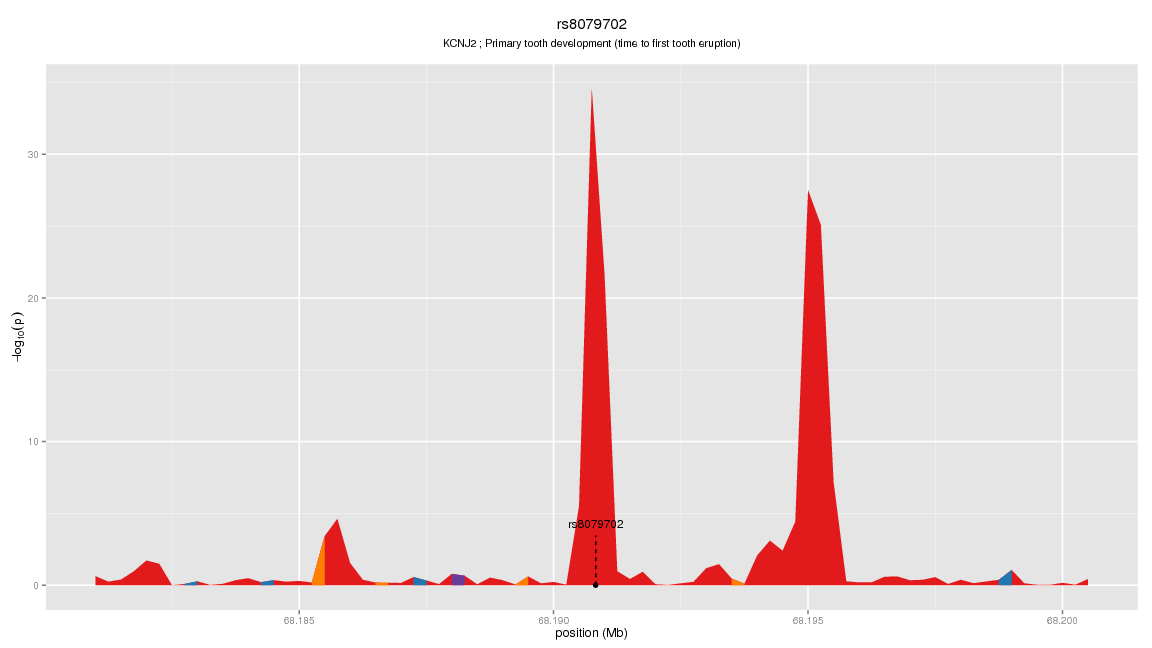 rs8079702
KCNJ2 ; Primary tooth development (time to first tooth eruption)
30
20
10
0
−log10(p)
rs8079702
68.185
68.190
68.195
68.200
position (Mb)